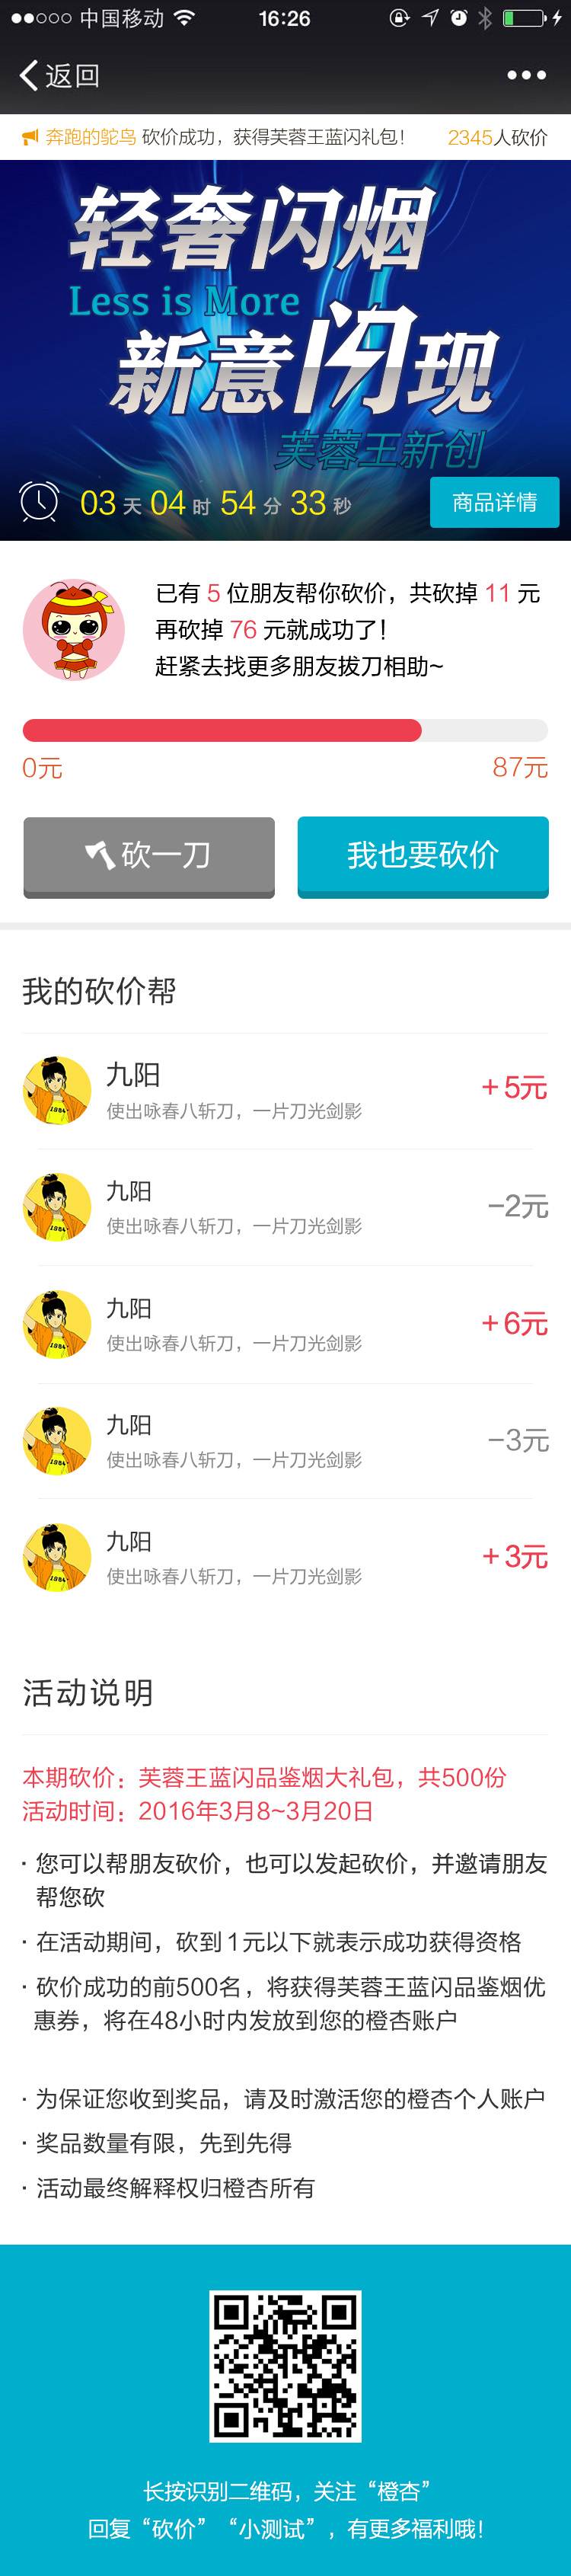 中国移动 16:26
返回
奔跑的鸵鸟 砍价成功，获得芙蓉王蓝闪礼包！ 2345人砍价
轻奢闪烟
Less is More
新意闪现
芙蓉王新创
03 天 04 时 54 分 33 秒 商品详情
已有 5 位朋友帮你砍价，共砍掉 11 元
再砍掉 76 元就成功了！
赶紧去找更多朋友拔刀相助~
0元 87元
砍一刀 我也要砍价
我的砍价帮
九阳
使出咏春八斩刀，一片刀光剑影
+5元
九阳
使出咏春八斩刀，一片刀光剑影
-2元
九阳
使出咏春八斩刀，一片刀光剑影
+6元
九阳
使出咏春八斩刀，一片刀光剑影
-3元
九阳
使出咏春八斩刀，一片刀光剑影
+3元
活动说明
本期砍价：芙蓉王蓝闪品鉴烟大礼包，共500份
活动时间：2016年3月8~3月20日
· 您可以帮朋友砍价，也可以发起砍价，并邀请朋友
帮您砍
· 在活动期间，砍到1元以下就表示成功获得资格
· 砍价成功的前500名，将获得芙蓉王蓝闪品鉴烟优
惠券，将在48小时内发放到您的橙杏账户
· 为保证您收到奖品，请及时激活您的橙杏个人账户
· 奖品数量有限，先到先得
· 活动最终解释权归橙杏所有
长按识别二维码，关注“橙杏”
回复“砍价”“小测试”，有更多福利哦！